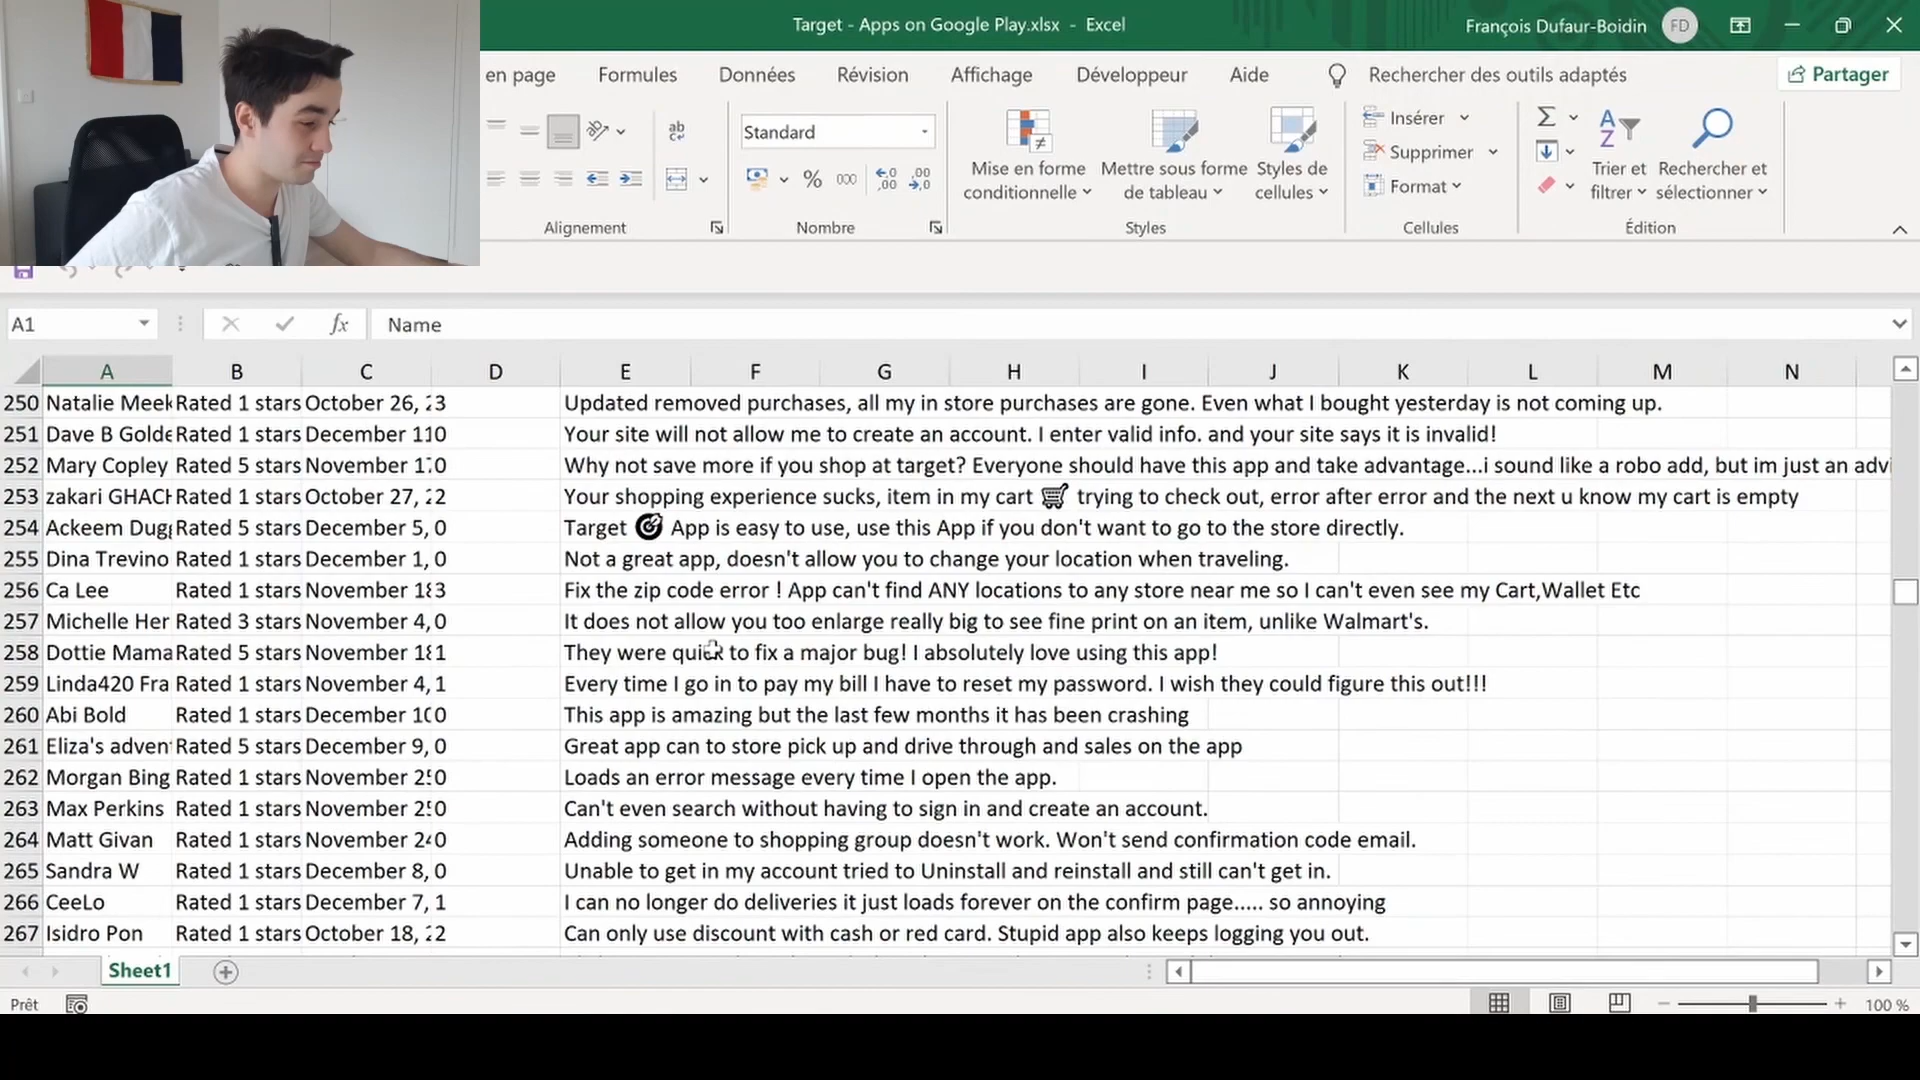 Target - Apps on Google Play.xlsx - Excel
François Dufaur-Boidin FD
en page Formules Données Révision Affichage Développeur Aide Rechercher des outils adaptés Partager
ab
Standard
% 000
Mise en forme conditionnelle
Mettre sous forme de tableau
Styles de cellules
Insérer
Supprimer
Format
Trier et filtrer
Rechercher et sélectionner
Alignement Nombre Styles Cellules Édition
A1 fx Name
A B C D E F G H I J K L M N
250 Natalie Meek Rated 1 stars October 26, 3 Updated removed purchases, all my in store purchases are gone. Even what I bought yesterday is not coming up.
251 Dave B Golde Rated 1 stars December 11 0 Your site will not allow me to create an account. I enter valid info. and your site says it is invalid!
252 Mary Copley Rated 5 stars November 1 0 Why not save more if you shop at target? Everyone should have this app and take advantage...i sound like a robo add, but im just an advi
253 zakari GHACH Rated 1 stars October 27, 2 Your shopping experience sucks, item in my cart 🛒 trying to check out, error after error and the next u know my cart is empty
254 Ackeem Dugg Rated 5 stars December 5, 0 Target 🎯 App is easy to use, use this App if you don't want to go to the store directly.
255 Dina Trevino Rated 1 stars December 1, 0 Not a great app, doesn't allow you to change your location when traveling.
256 Ca Lee Rated 1 stars November 18 3 Fix the zip code error ! App can't find ANY locations to any store near me so I can't even see my Cart,Wallet Etc
257 Michelle Her Rated 3 stars November 4, 0 It does not allow you too enlarge really big to see fine print on an item, unlike Walmart's.
258 Dottie Mama Rated 5 stars November 18 1 They were quick to fix a major bug! I absolutely love using this app!
259 Linda420 Fra Rated 1 stars November 4, 1 Every time I go in to pay my bill I have to reset my password. I wish they could figure this out!!!
260 Abi Bold Rated 1 stars December 10 0 This app is amazing but the last few months it has been crashing
261 Eliza's adven Rated 5 stars December 9, 0 Great app can to store pick up and drive through and sales on the app
262 Morgan Bing Rated 1 stars November 25 0 Loads an error message every time I open the app.
263 Max Perkins Rated 1 stars November 25 0 Can't even search without having to sign in and create an account.
264 Matt Givan Rated 1 stars November 24 0 Adding someone to shopping group doesn't work. Won't send confirmation code email.
265 Sandra W Rated 1 stars December 8, 0 Unable to get in my account tried to Uninstall and reinstall and still can't get in.
266 CeeLo Rated 1 stars December 7, 1 I can no longer do deliveries it just loads forever on the confirm page..... so annoying
267 Isidro Pon Rated 1 stars October 18, 2 Can only use discount with cash or red card. Stupid app also keeps logging you out.
Sheet1
Prêt 100 %